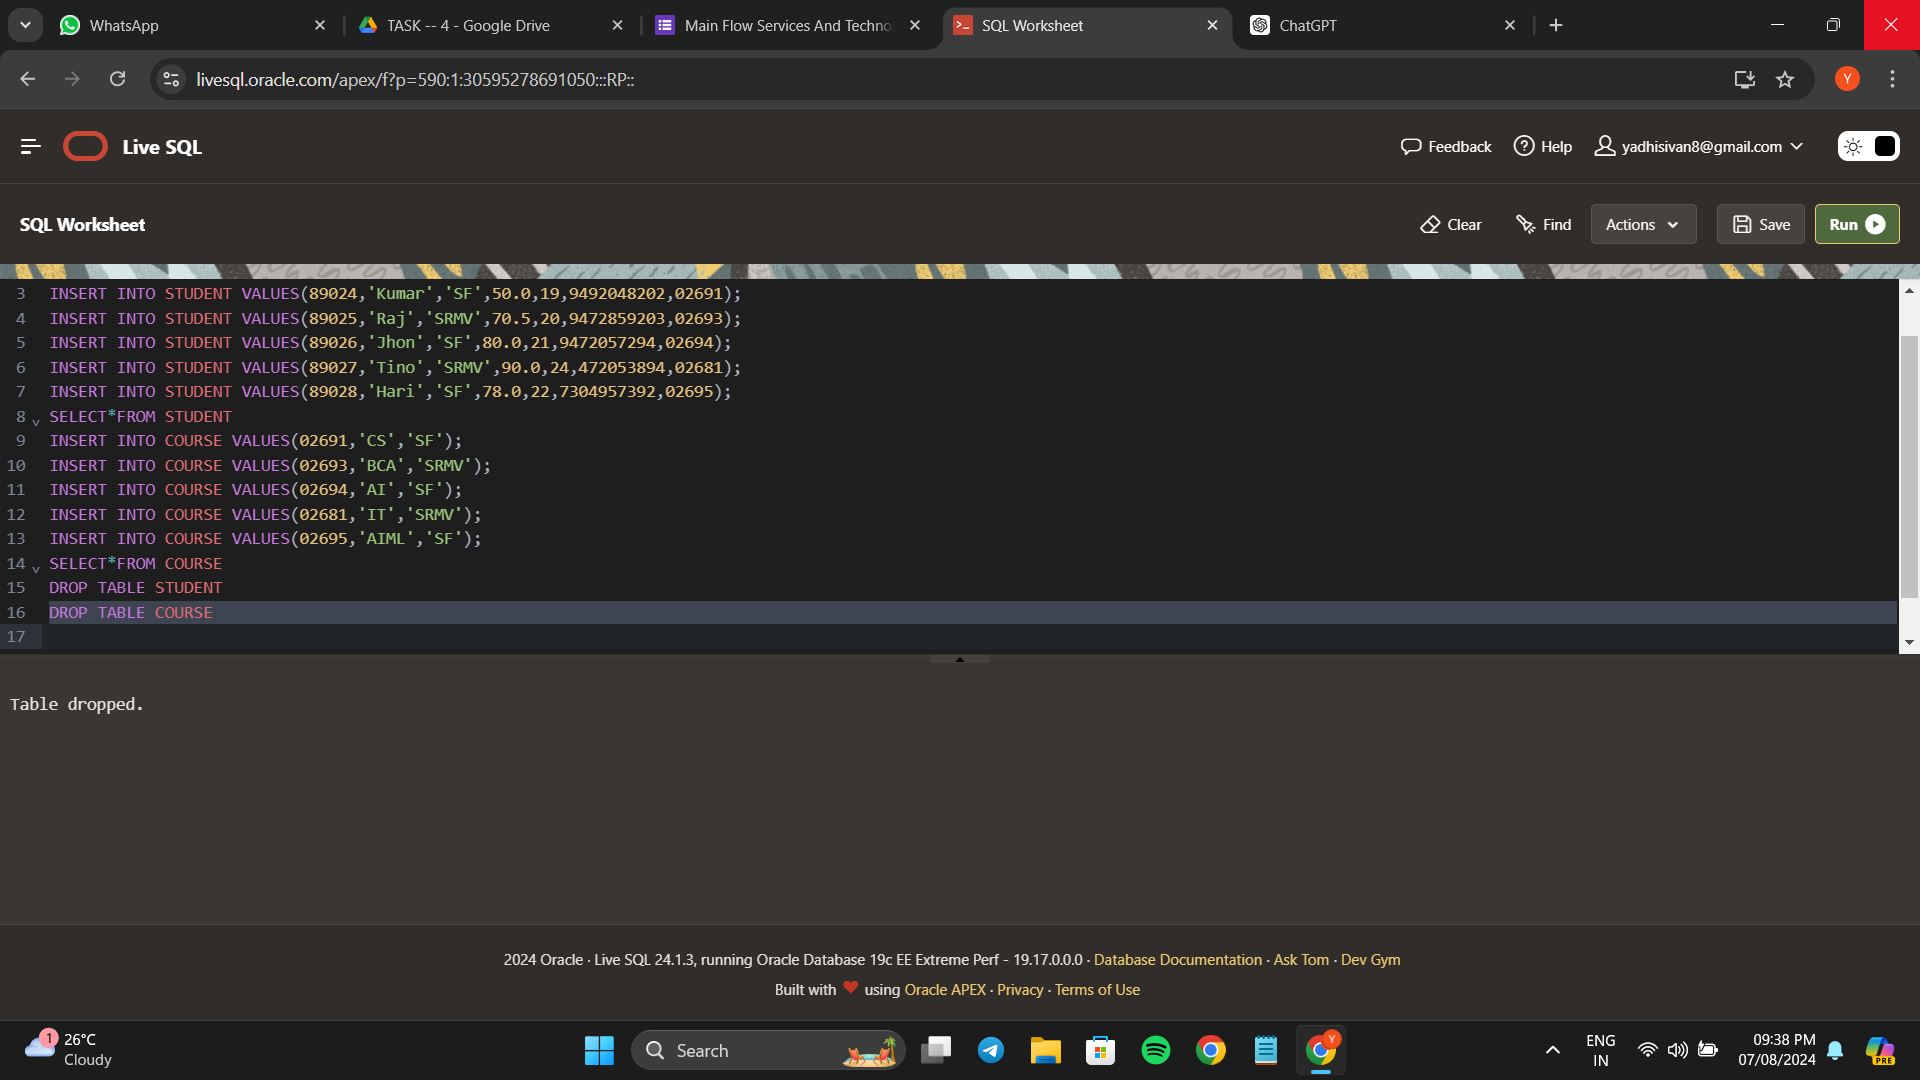 WhatsApp
TASK -- 4 - Google Drive
Main Flow Services And Techno
SQL Worksheet
ChatGPT
livesql.oracle.com/apex/f?p=590:1:30595278691050:::RP::
Y
Live SQL
Feedback
Help
yadhisivan8@gmail.com
SQL Worksheet
Clear
Find
Actions
Save
Run
3 INSERT INTO STUDENT VALUES(89024,'Kumar','SF',50.0,19,9492048202,02691);
4 INSERT INTO STUDENT VALUES(89025,'Raj','SRMV',70.5,20,9472859203,02693);
5 INSERT INTO STUDENT VALUES(89026,'Jhon','SF',80.0,21,9472057294,02694);
6 INSERT INTO STUDENT VALUES(89027,'Tino','SRMV',90.0,24,472053894,02681);
7 INSERT INTO STUDENT VALUES(89028,'Hari','SF',78.0,22,7304957392,02695);
8 SELECT*FROM STUDENT
9 INSERT INTO COURSE VALUES(02691,'CS','SF');
10 INSERT INTO COURSE VALUES(02693,'BCA','SRMV');
11 INSERT INTO COURSE VALUES(02694,'AI','SF');
12 INSERT INTO COURSE VALUES(02681,'IT','SRMV');
13 INSERT INTO COURSE VALUES(02695,'AIML','SF');
14 SELECT*FROM COURSE
15 DROP TABLE STUDENT
16 DROP TABLE COURSE
17
Table dropped.
2024 Oracle · Live SQL 24.1.3, running Oracle Database 19c EE Extreme Perf - 19.17.0.0.0 · Database Documentation · Ask Tom · Dev Gym
Built with ❤ using Oracle APEX · Privacy · Terms of Use
1
26°C
Cloudy
Search
Y
ENG
IN
09:38 PM
07/08/2024
PRE